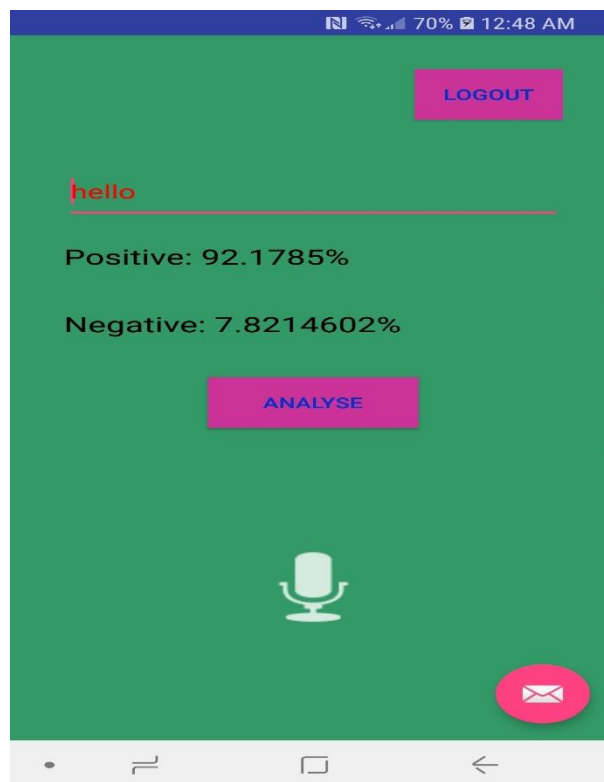 70% 12:48 AM
LOGOUT
hello
Positive: 92.1785%
Negative: 7.8214602%
ANALYSE